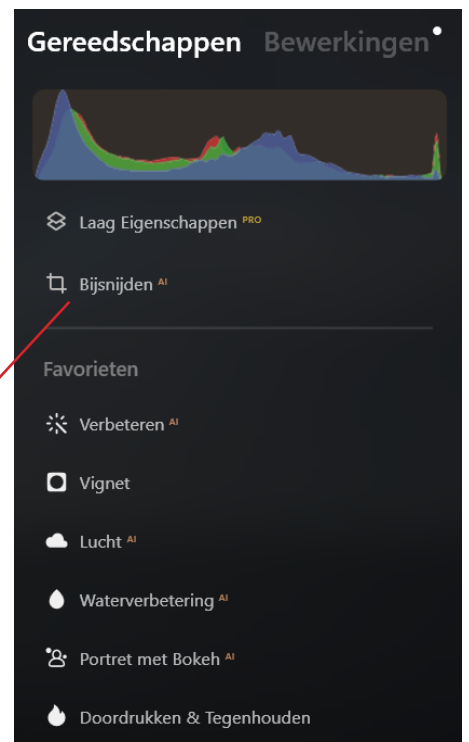 Gereedschappen Bewerkingen
Laag Eigenschappen PRO
Bijsnijden AI
Favorieten
Verbeteren AI
Vignet
Lucht AI
Waterverbetering AI
Portret met Bokeh AI
Doordrukken & Tegenhouden